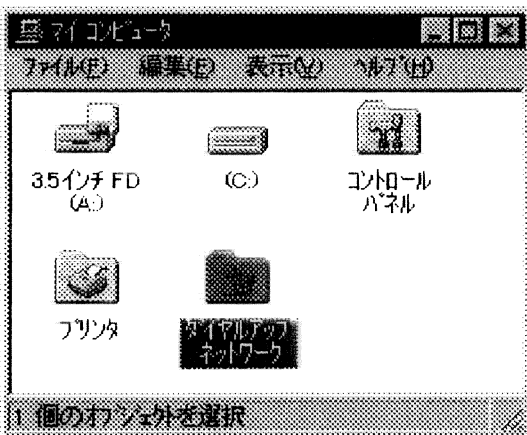 マイ コンピュータ
ファイル(F) 編集(E) 表示(V) ヘルプ(H)
3.5インチ FD
(A:)
(C:)
コントロール
パネル
プリンタ
ダイヤルアップ
ネットワーク
1 個のオブジェクトを選択